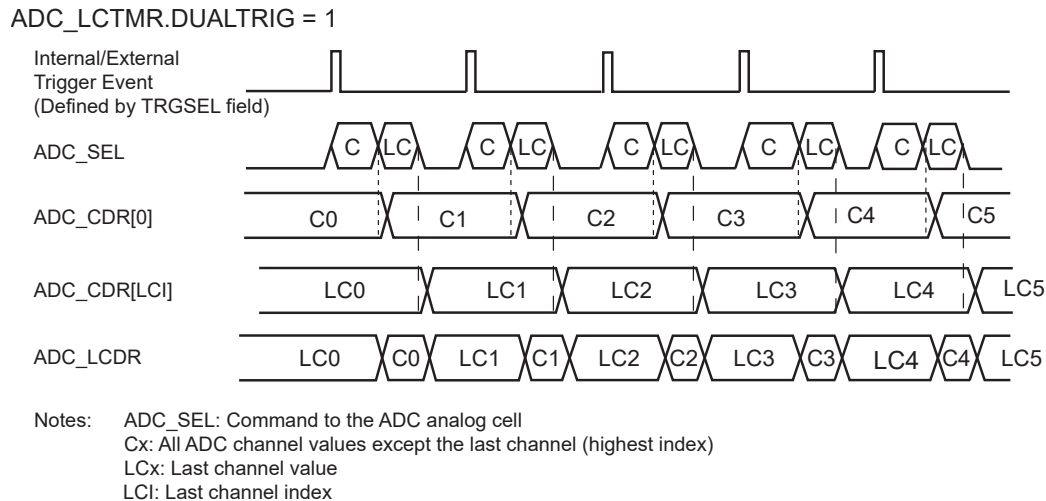 ADC_LCTMR.DUALTRIG = 1
Internal/External
Trigger Event
(Defined by TRGSEL field)
ADC_SEL C LC C LC C LC C LC C LC
ADC_CDR[0] C0 C1 C2 C3 C4 C5
ADC_CDR[LCI] LC0 LC1 LC2 LC3 LC4 LC5
ADC_LCDR LC0 C0 LC1 C1 LC2 C2 LC3 C3 LC4 C4 LC5
Notes: ADC_SEL: Command to the ADC analog cell
Cx: All ADC channel values except the last channel (highest index)
LCx: Last channel value
LCI: Last channel index